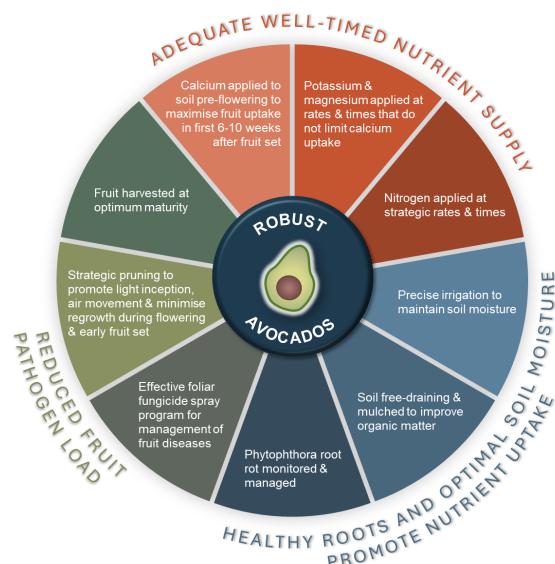 ADEQUATE WELL-TIMED NUTRIENT SUPPLY
Calcium applied to
soil pre-flowering to
maximise fruit uptake
in first 6-10 weeks
after fruit set
Potassium &
magnesium applied at
rates & times that do
not limit calcium
uptake
Nitrogen applied at
strategic rates & times
Precise irrigation to
maintain soil moisture
Soil free-draining &
mulched to improve
organic matter
Phytophthora root
rot monitored &
managed
Effective foliar
fungicide spray
program for
management of
fruit diseases
Strategic pruning to
promote light inception,
air movement & minimise
regrowth during flowering
& early fruit set
Fruit harvested at
optimum maturity
ROBUST
AVOCADOS
HEALTHY ROOTS AND OPTIMAL SOIL MOISTURE
PROMOTE NUTRIENT UPTAKE
REDUCED FRUIT
PATHOGEN LOAD